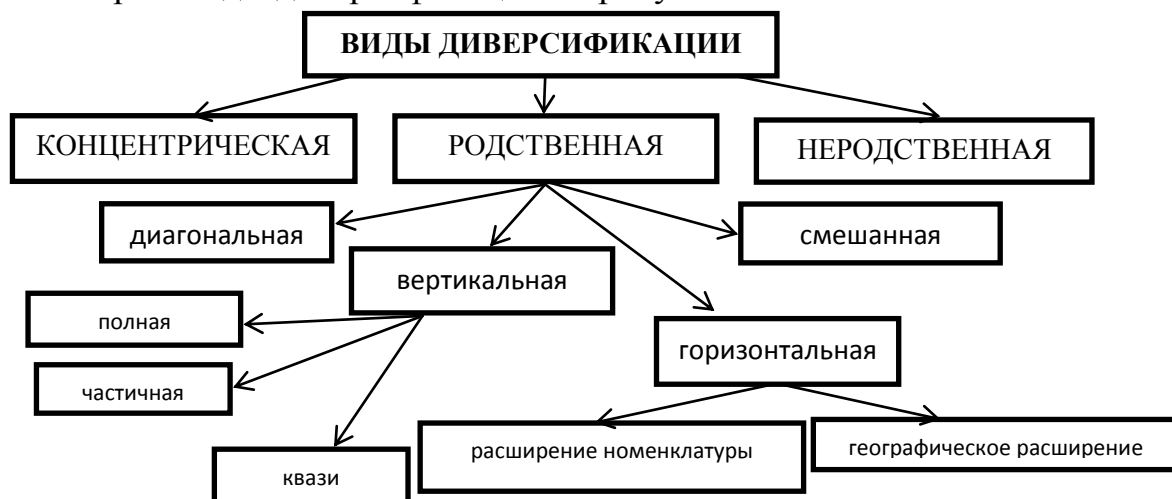 ВИДЫ ДИВЕРСИФИКАЦИИ
КОНЦЕНТРИЧЕСКАЯ
РОДСТВЕННАЯ
НЕРОДСТВЕННАЯ
диагональная
смешанная
вертикальная
полная
горизонтальная
частичная
расширение номенклатуры
географическое расширение
квази